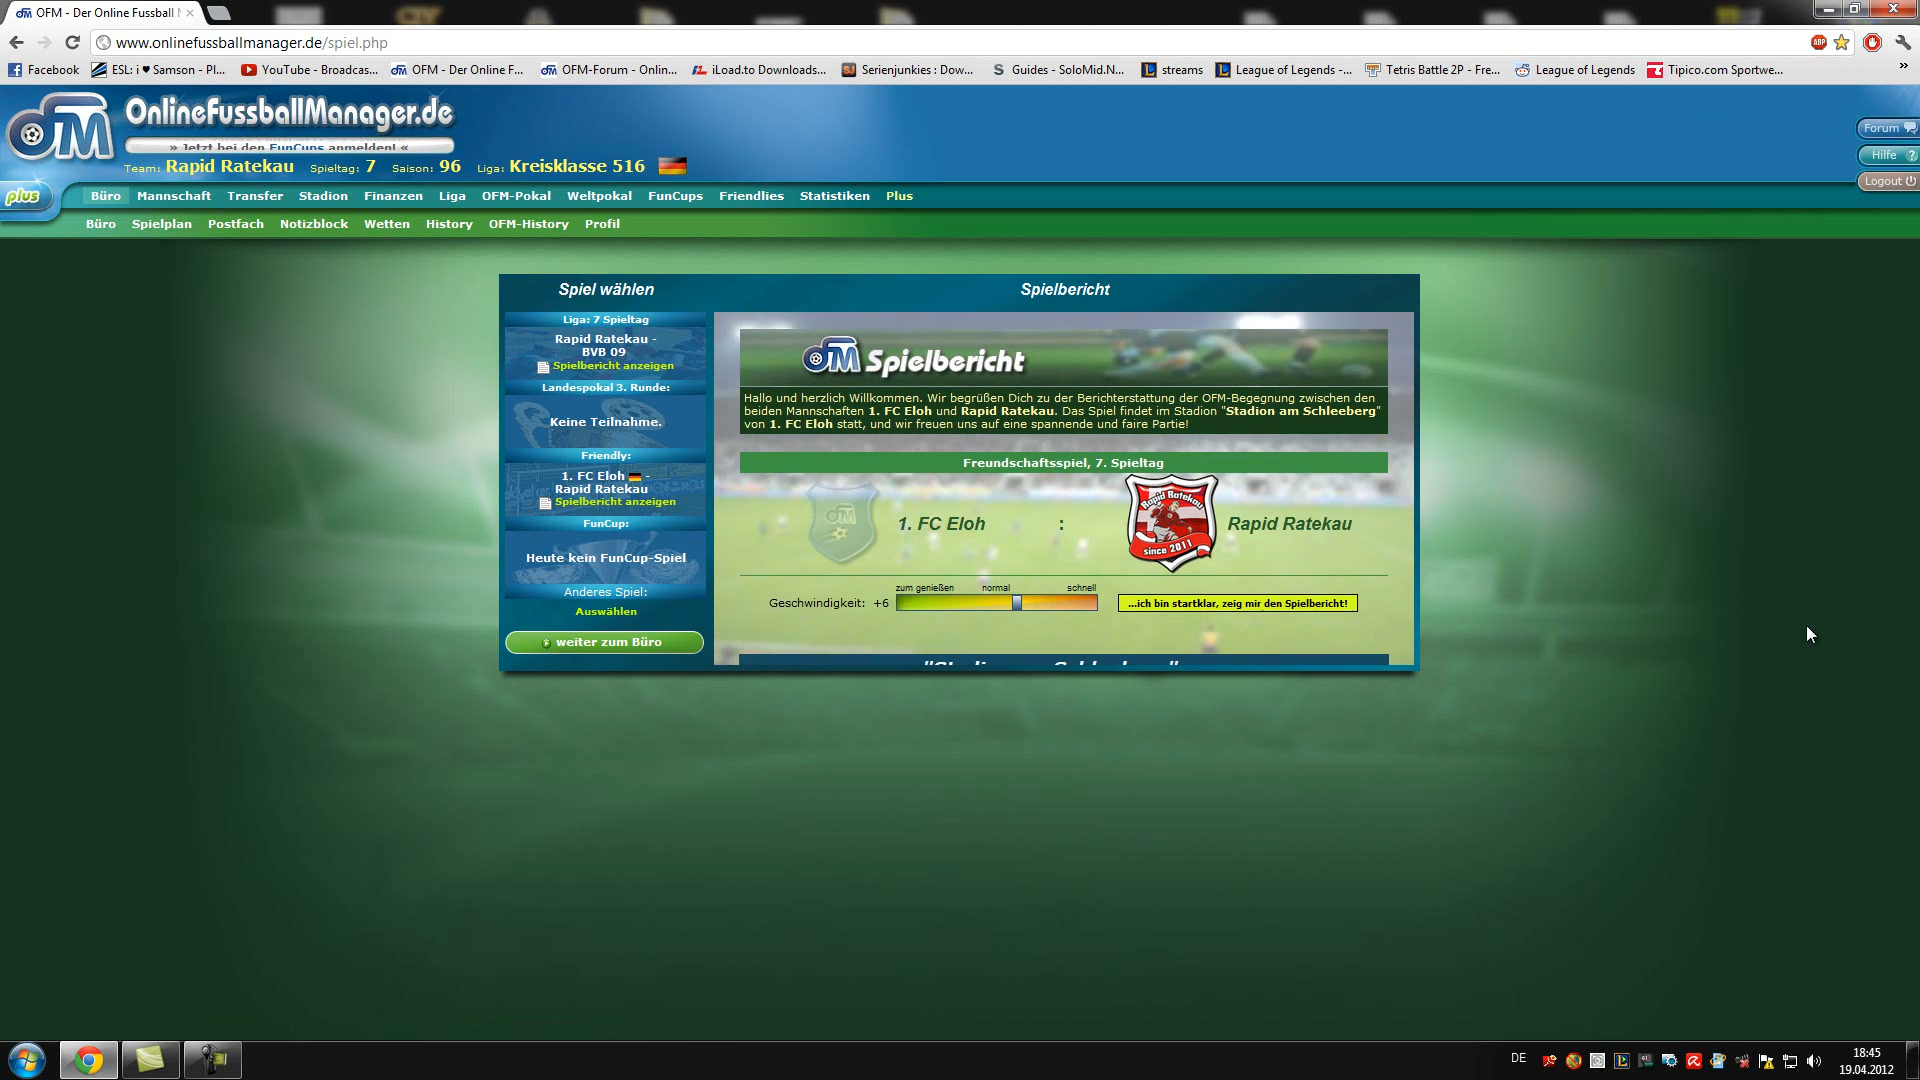 OFM - Der Online Fussball M
www.onlinefussballmanager.de/spiel.php
ABP
Facebook
ESL: i ♥ Samson - Pl...
YouTube - Broadcas...
OFM - Der Online F...
OFM-Forum - Onlin...
iLoad.to Downloads...
Serienjunkies : Dow...
Guides - SoloMid.N...
streams
League of Legends -...
Tetris Battle 2P - Fre...
League of Legends
Tipico.com Sportwe...
»
OFM OnlineFussballManager.de
» Jetzt bei den FunCups anmelden! «
Team: Rapid Ratekau Spieltag: 7 Saison: 96 Liga: Kreisklasse 516
Forum
Hilfe ?
Logout
plus
Büro Mannschaft Transfer Stadion Finanzen Liga OFM-Pokal Weltpokal FunCups Friendlies Statistiken Plus
Büro Spielplan Postfach Notizblock Wetten History OFM-History Profil
Spiel wählen
Liga: 7 Spieltag
Rapid Ratekau -
BVB 09
Spielbericht anzeigen
Landespokal 3. Runde:
Keine Teilnahme.
Friendly:
1. FC Eloh -
Rapid Ratekau
Spielbericht anzeigen
FunCup:
Heute kein FunCup-Spiel
Anderes Spiel:
Auswählen
weiter zum Büro
Spielbericht
OFM Spielbericht
Hallo und herzlich Willkommen. Wir begrüßen Dich zu der Berichterstattung der OFM-Begegnung zwischen den
beiden Mannschaften 1. FC Eloh und Rapid Ratekau. Das Spiel findet im Stadion "Stadion am Schleeberg"
von 1. FC Eloh statt, und wir freuen uns auf eine spannende und faire Partie!
Freundschaftsspiel, 7. Spieltag
OFM
1. FC Eloh : Rapid Ratekau
Rapid Ratekau
since 2011
zum genießen normal schnell
Geschwindigkeit: +6
...ich bin startklar, zeig mir den Spielbericht!
DE
18:45
19.04.2012